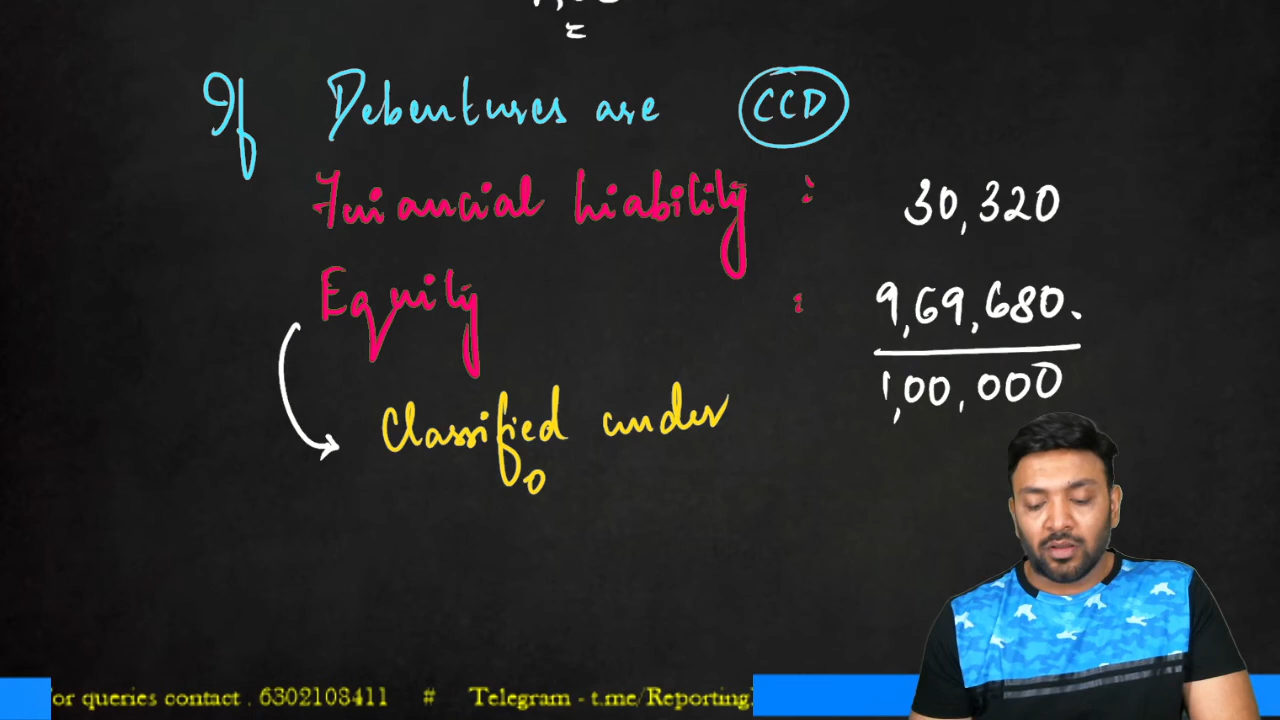 If Debentures are CCD
Financial Liability : 30,320
Equity : 9,69,680.
1,00,000
Classified under
For queries contact . 6302108411 # Telegram - t.me/Reporting